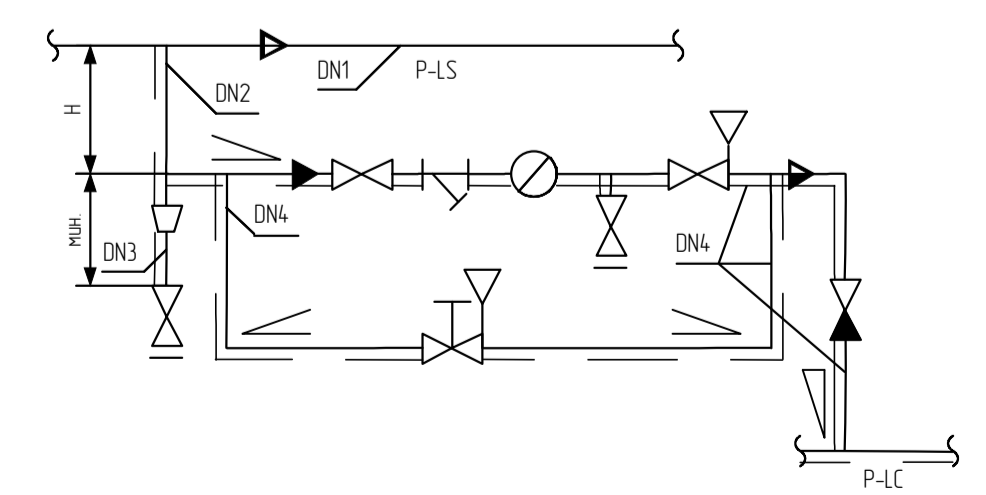 DN1
P-LS
DN2
H
DN4
мин.
DN3
DN4
P-LC